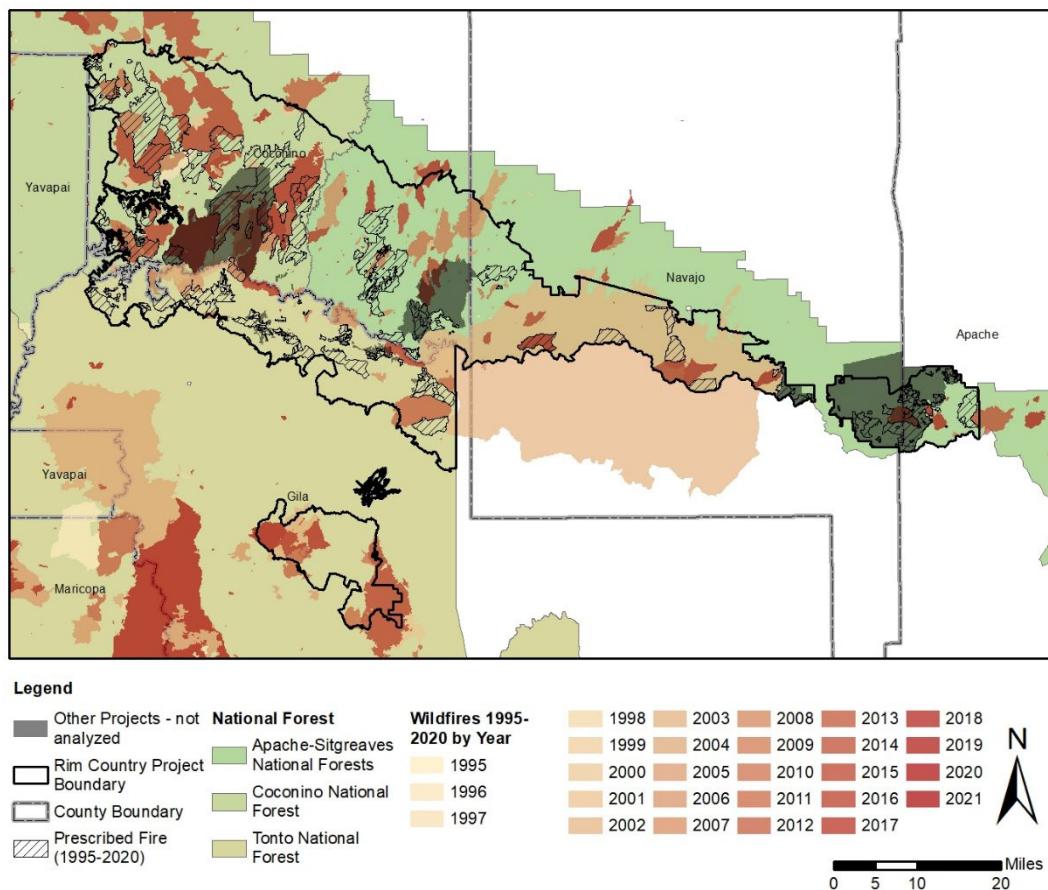 Coconino
Yavapai
Navajo
Apache
Yavapai
Gila
Maricopa
Legend
Other Projects - not
analyzed
Rim Country Project
Boundary
County Boundary
Prescribed Fire
(1995-2020)
National Forest
Apache-Sitgreaves
National Forests
Coconino National
Forest
Tonto National
Forest
Wildfires 1995-
2020 by Year
1995
1996
1997
1998
1999
2000
2001
2002
2003
2004
2005
2006
2007
2008
2009
2010
2011
2012
2013
2014
2015
2016
2017
2018
2019
2020
2021
N
Miles
0 5 10 20